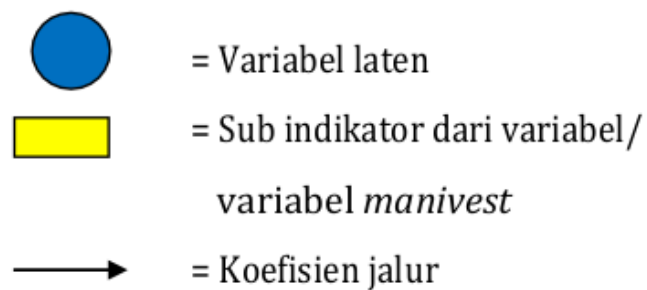 = Variabel laten
= Sub indikator dari variabel/
variabel manivest
= Koefisien jalur